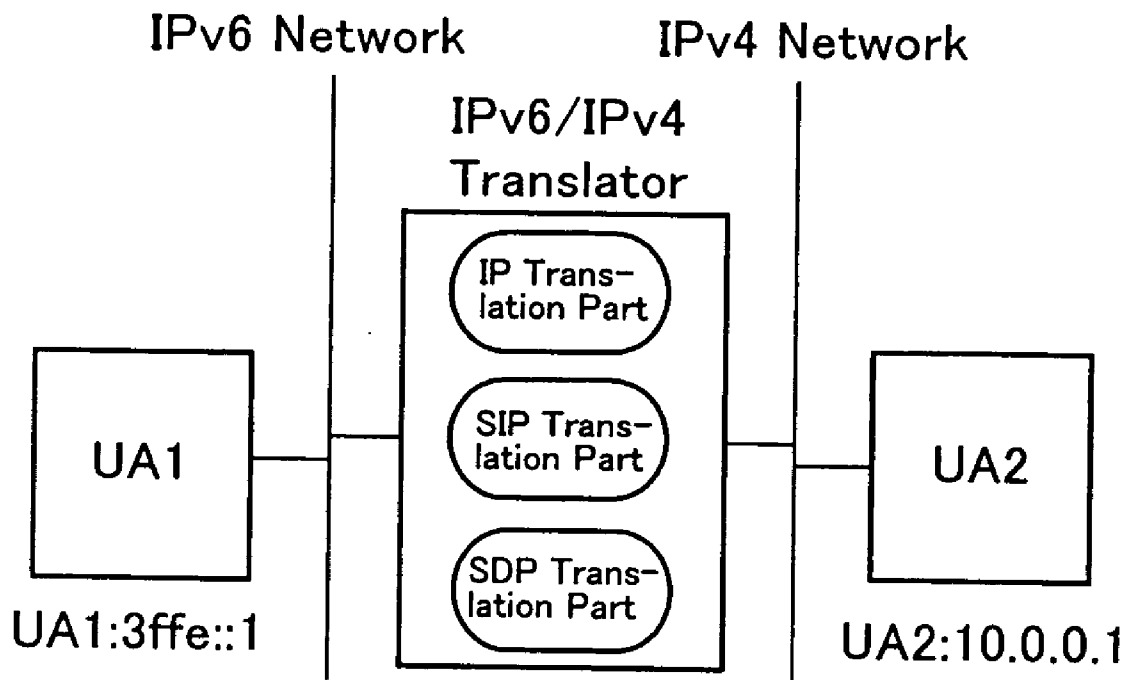 IPv6 Network
IPv4 Network
IPv6/IPv4
Translator
IP Trans-
lation Part
SIP Trans-
lation Part
SDP Trans-
lation Part
UA1
UA2
UA1:3ffe::1
UA2:10.0.0.1